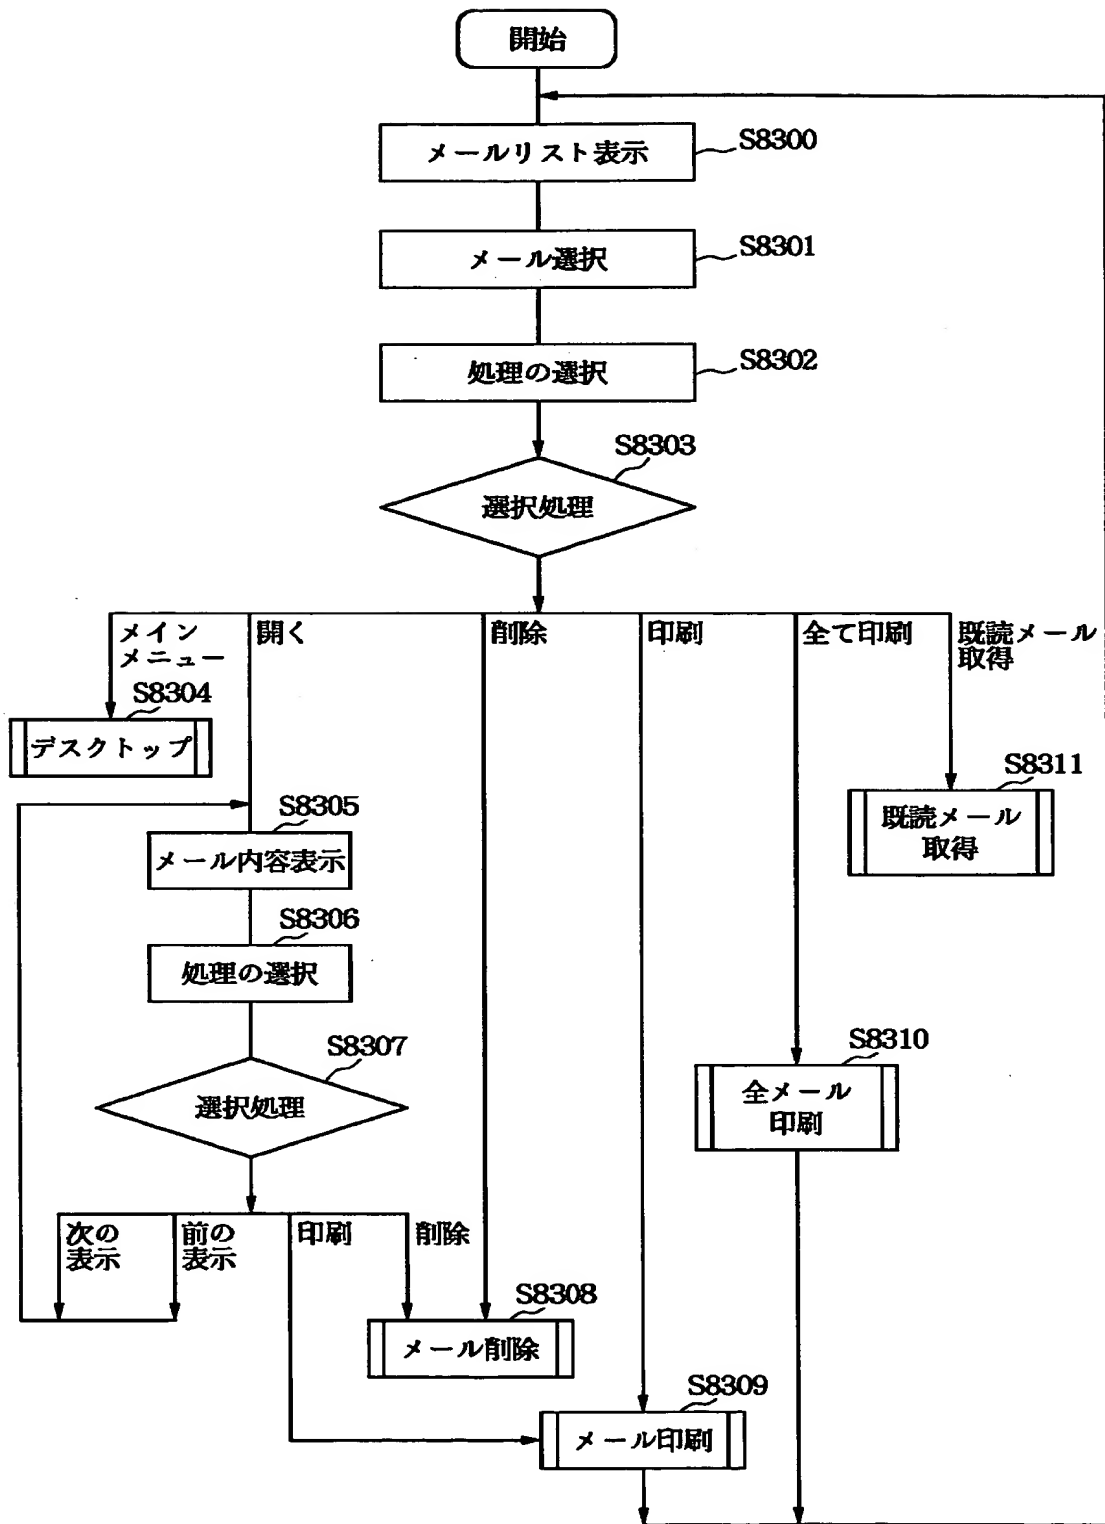 開始
メールリスト表示
S8300
メール選択
S8301
処理の選択
S8302
S8303
選択処理
メイン
メニュー
開く
削除
印刷
全て印刷
既読メール
取得
S8304
デスクトップ
S8311
既読メール
取得
S8305
メール内容表示
S8306
処理の選択
S8307
選択処理
S8310
全メール
印刷
次の
表示
前の
表示
印刷
削除
S8308
メール削除
S8309
メール印刷